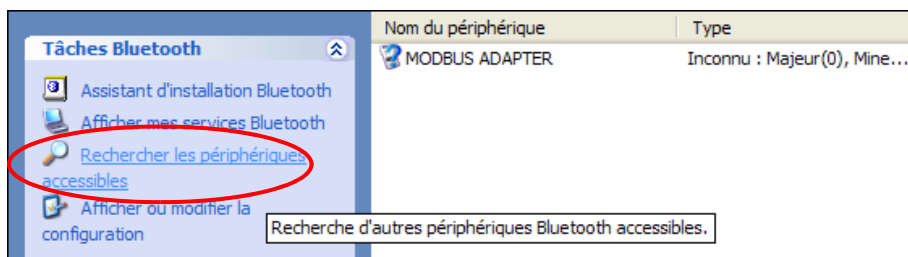 Nom du périphérique Type
Tâches Bluetooth
MODBUS ADAPTER Inconnu : Majeur(0), Mine...
Assistant d'installation Bluetooth
Afficher mes services Bluetooth
Rechercher les périphériques
accessibles
Afficher ou modifier la
configuration
Recherche d'autres périphériques Bluetooth accessibles.